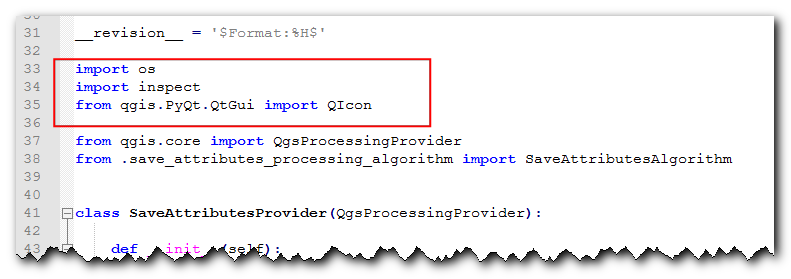 30
31 __revision__ = '$Format:%H$'
32
33 import os
34 import inspect
35 from qgis.PyQt.QtGui import QIcon
36
37 from qgis.core import QgsProcessingProvider
38 from .save_attributes_processing_algorithm import SaveAttributesAlgorithm
39
40
41 class SaveAttributesProvider(QgsProcessingProvider):
42
43 def __init__(self):